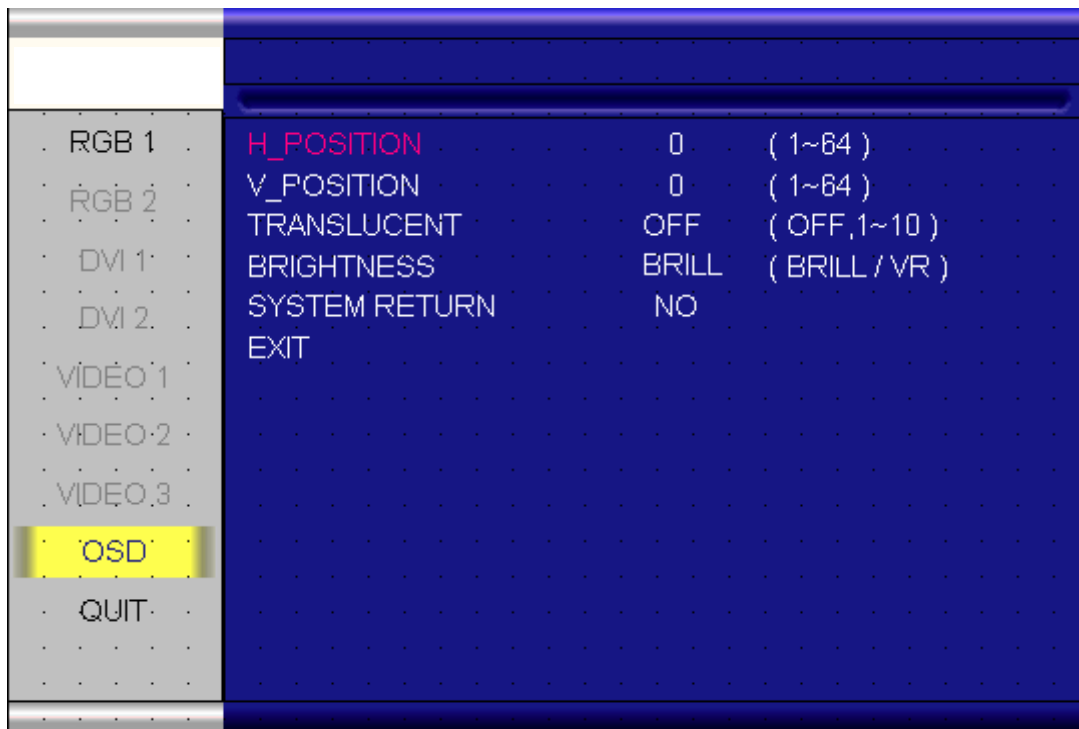 RGB 1
RGB 2
DVI 1
DVI 2
VIDEO 1
VIDEO 2
VIDEO 3
OSD
QUIT
H_POSITION 0 ( 1~64 )
V_POSITION 0 ( 1~64 )
TRANSLUCENT OFF ( OFF,1~10 )
BRIGHTNESS BRILL ( BRILL / VR )
SYSTEM RETURN NO
EXIT